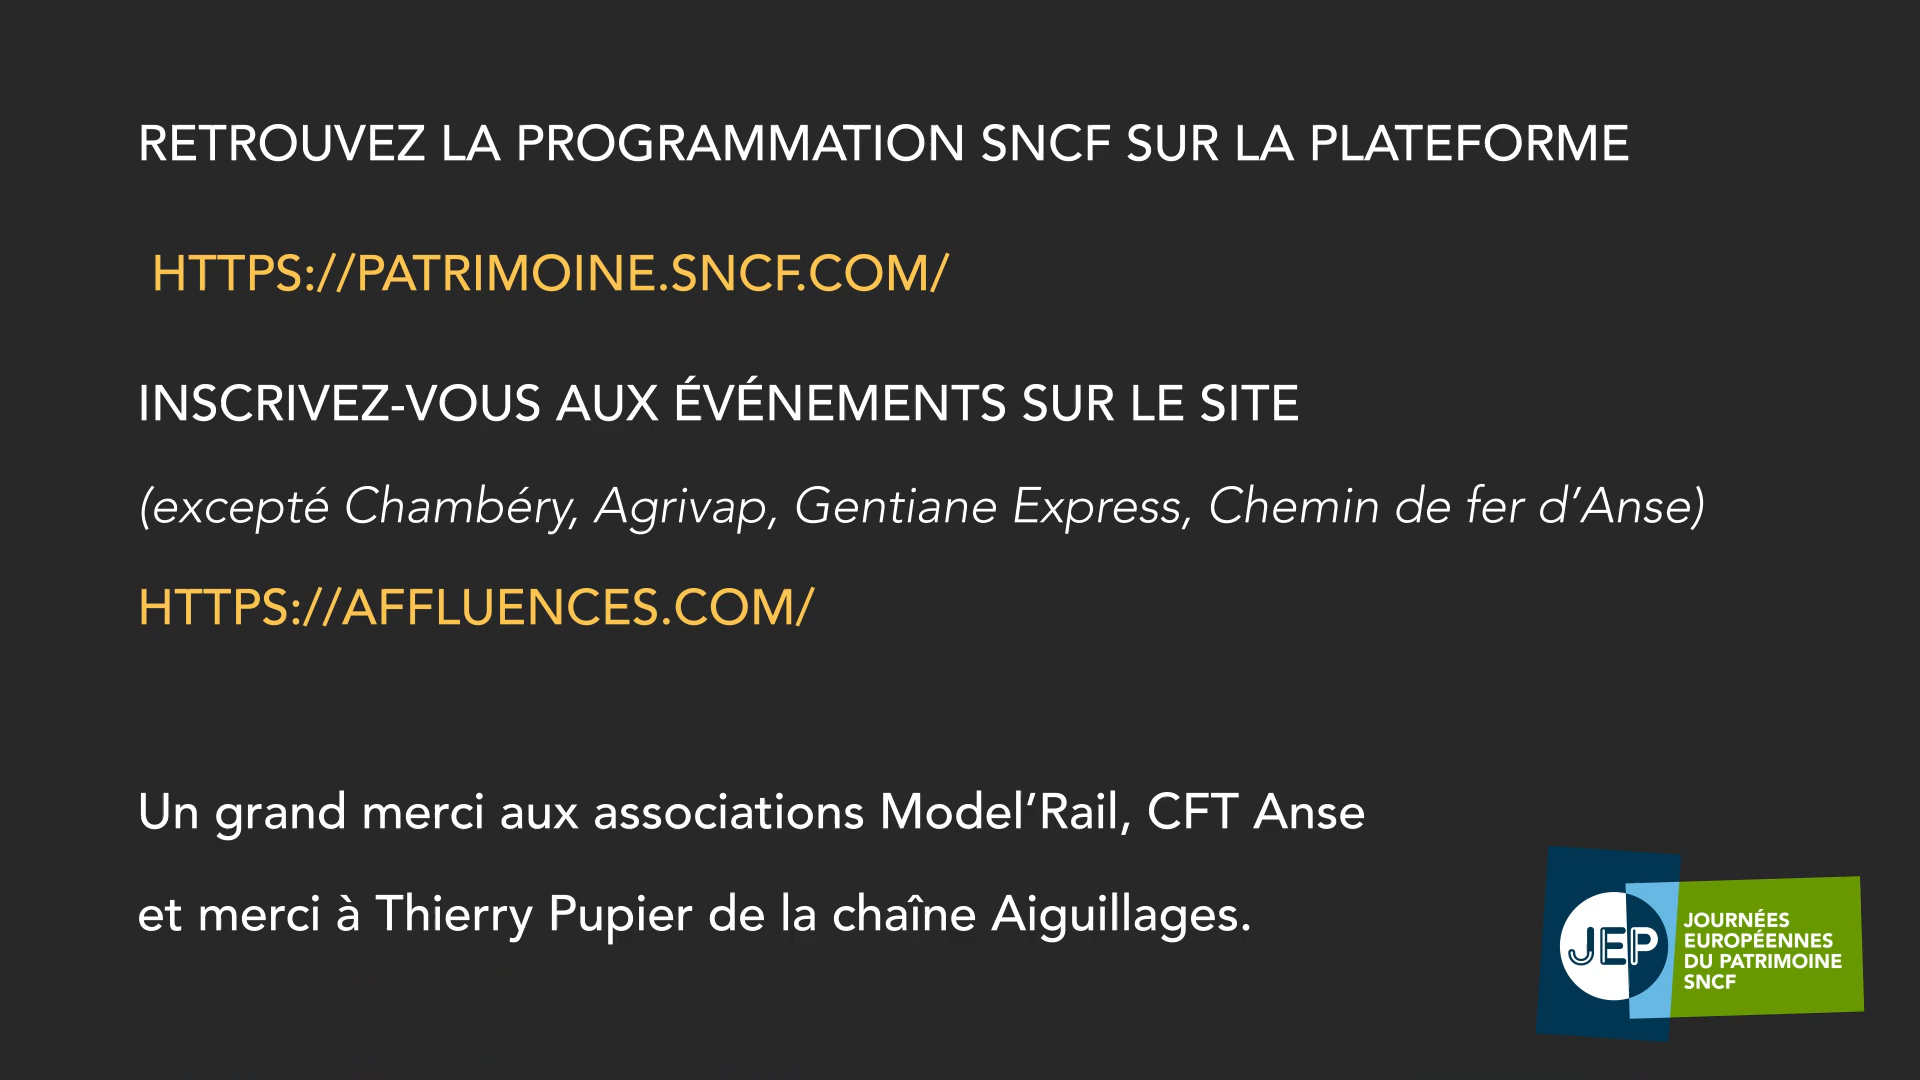 RETROUVEZ LA PROGRAMMATION SNCF SUR LA PLATEFORME
HTTPS://PATRIMOINE.SNCF.COM/
INSCRIVEZ-VOUS AUX ÉVÉNEMENTS SUR LE SITE
(excepté Chambéry, Agrivap, Gentiane Express, Chemin de fer d’Anse)
HTTPS://AFFLUENCES.COM/
Un grand merci aux associations Model’Rail, CFT Anse
et merci à Thierry Pupier de la chaîne Aiguillages.
JEP
JOURNÉES
EUROPÉENNES
DU PATRIMOINE
SNCF